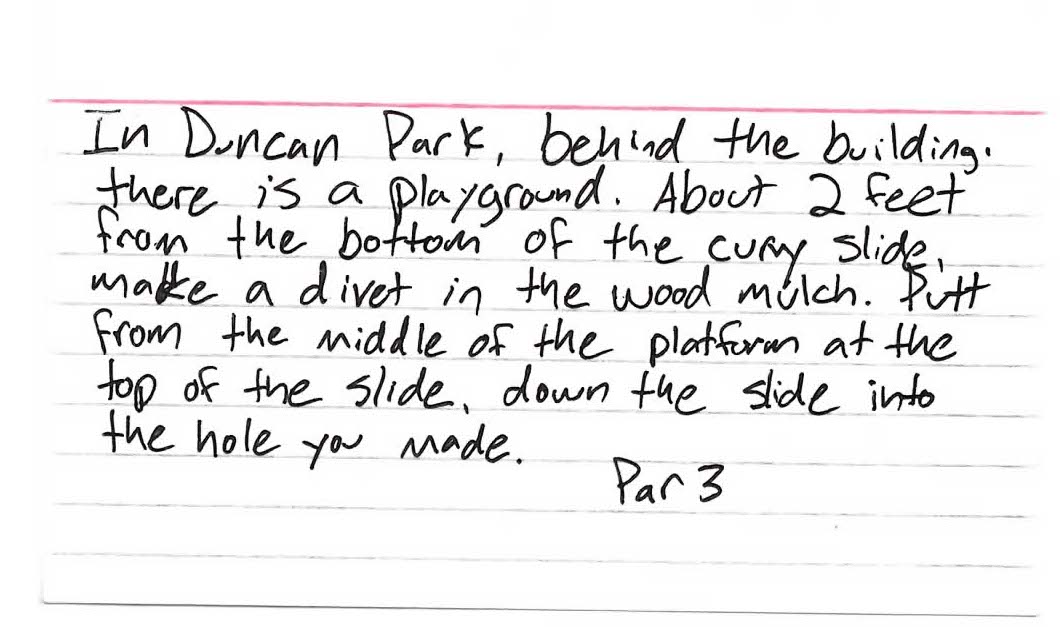 In Duncan Park, behind the building.
there is a playground. About 2 feet
from the bottom of the curvy slide,
make a divet in the wood mulch. Putt
from the middle of the platform at the
top of the slide, down the slide into
the hole you made.
Par 3